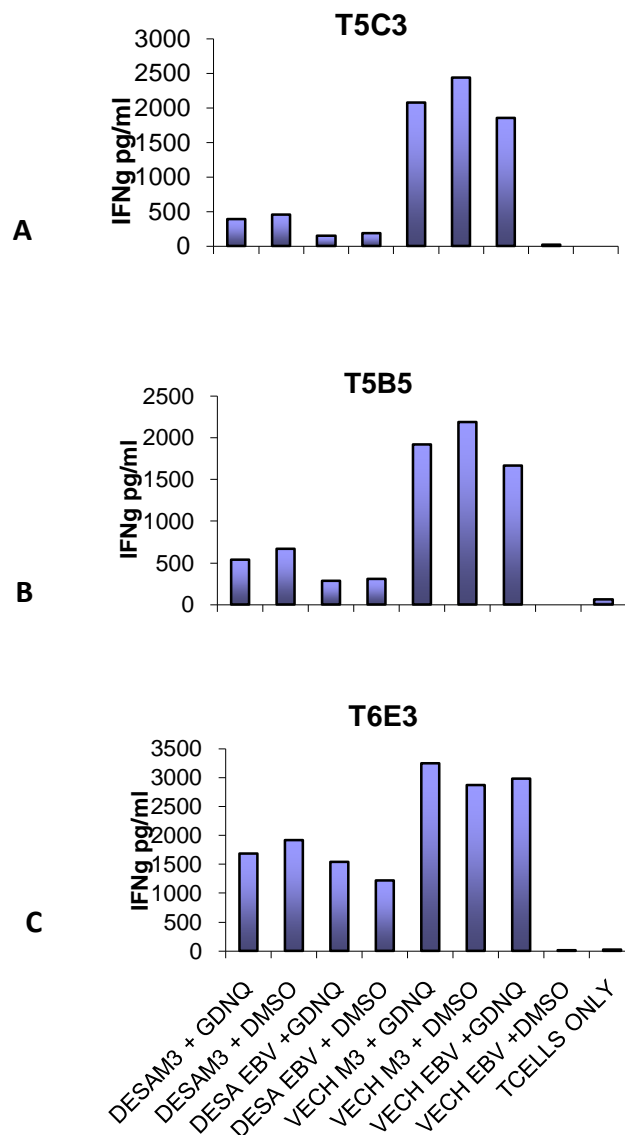 T5C3
3000
2500
2000
1500
1000
500
0
IFNg pg/ml
A
T5B5
2500
2000
1500
1000
500
0
IFNg pg/ml
B
T6E3
3500
3000
2500
2000
1500
1000
500
0
IFNg pg/ml
C
DESAM3 + GDNQ
DESAM3 + DMSO
DESA EBV +GDNQ
DESA EBV + DMSO
VECH M3 + GDNQ
VECH M3 + DMSO
VECH EBV +GDNQ
VECH EBV +DMSO
TCELLS ONLY